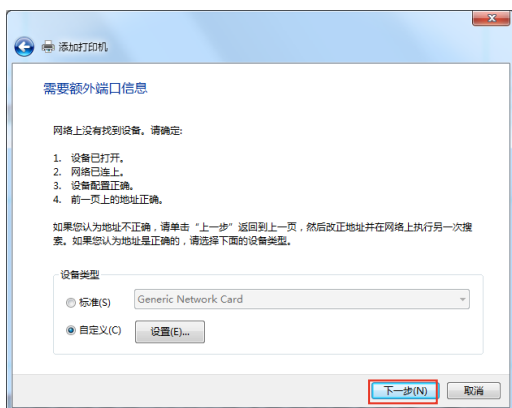 添加打印机
需要额外端口信息
网络上没有找到设备。请确定:
1. 设备已打开。
2. 网络已连上。
3. 设备配置正确。
4. 前一页上的地址正确。
如果您认为地址不正确，请单击“上一步”返回到上一页，然后改正地址并在网络上执行另一次搜
索。如果您认为地址是正确的，请选择下面的设备类型。
设备类型
标准(S) Generic Network Card
自定义(C) 设置(E)...
下一步(N) 取消